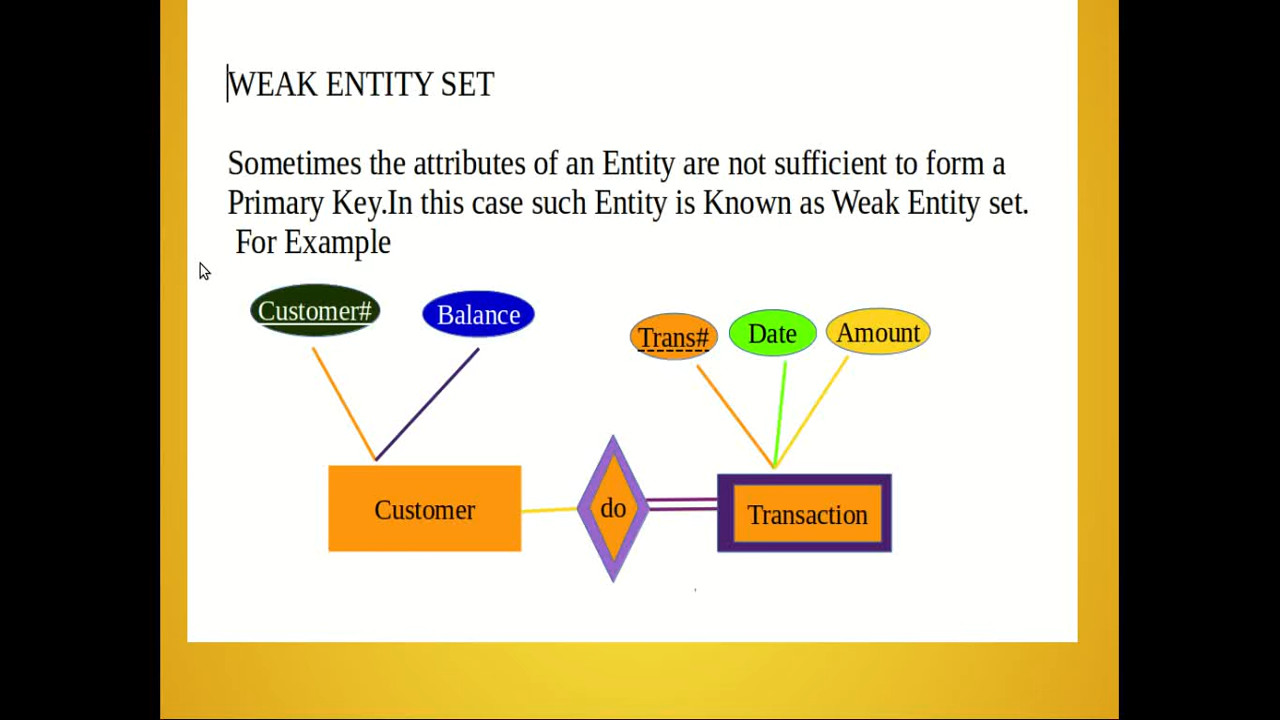 WEAK ENTITY SET
Sometimes the attributes of an Entity are not sufficient to form a
Primary Key.In this case such Entity is Known as Weak Entity set.
For Example
Customer#
Balance
Trans#
Date
Amount
Customer
do
Transaction